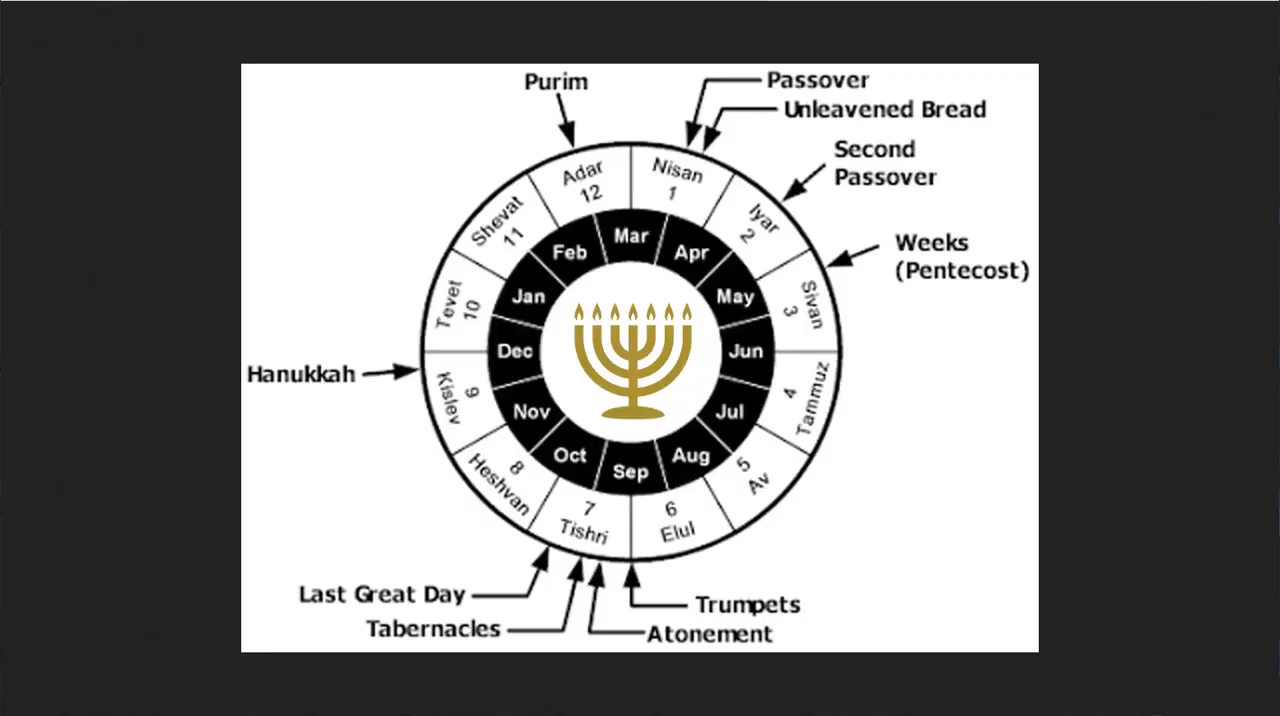 Purim
Passover
Unleavened Bread
Second
Passover
Weeks
(Pentecost)
Hanukkah
Last Great Day
Tabernacles
Trumpets
Atonement
Nisan
1
Iyar
2
Sivan
3
Tammuz
4
Av
5
Elul
6
Tishri
7
Heshvan
8
Kislev
9
Tevet
10
Shevat
11
Adar
12
Mar
Apr
May
Jun
Jul
Aug
Sep
Oct
Nov
Dec
Jan
Feb